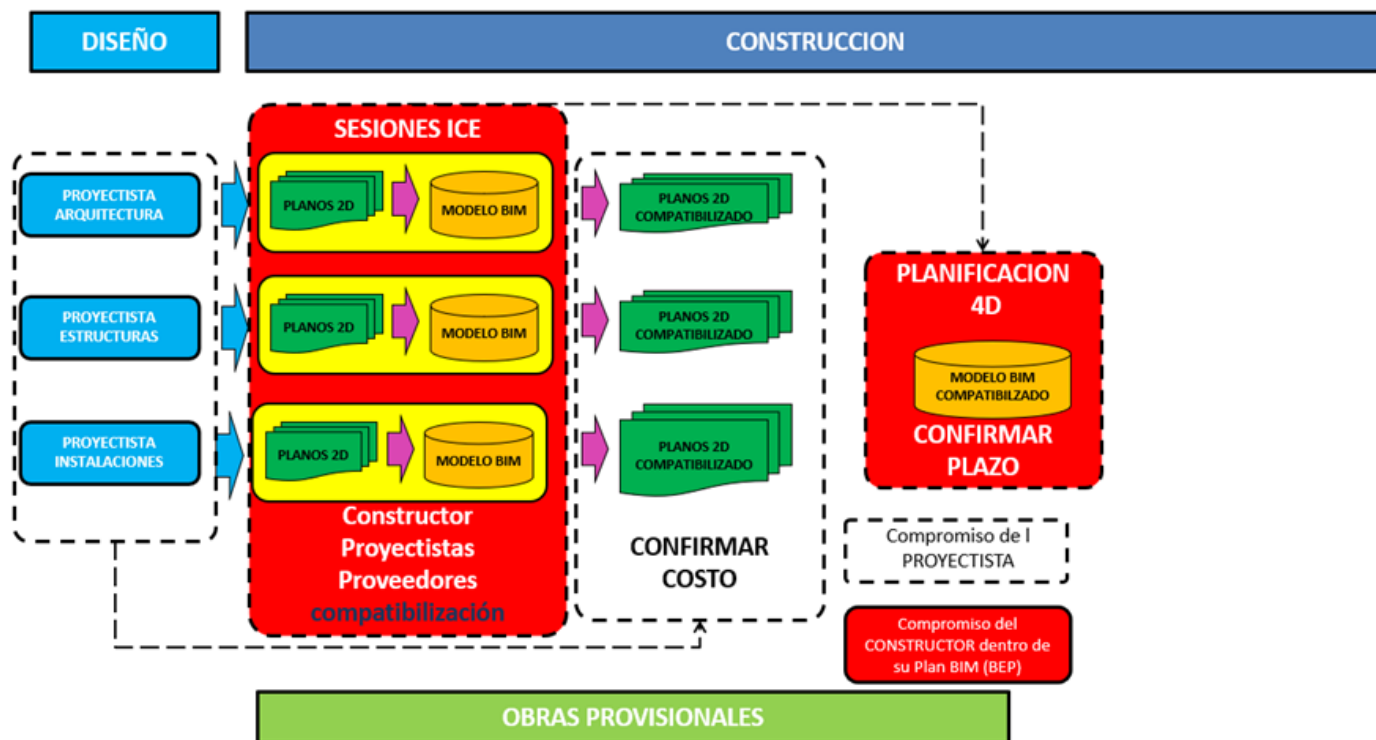 DISEÑO
CONSTRUCCION
SESIONES ICE
PROYECTISTA
ARQUITECTURA
PLANOS 2D
MODELO BIM
PLANOS 2D
COMPATIBILIZADO
PROYECTISTA
ESTRUCTURAS
PLANOS 2D
MODELO BIM
PLANOS 2D
COMPATIBILIZADO
PROYECTISTA
INSTALACIONES
PLANOS 2D
MODELO BIM
PLANOS 2D
COMPATIBILIZADO
Constructor
Proyectistas
Proveedores
compatibilización
CONFIRMAR
COSTO
PLANIFICACION
4D
MODELO BIM
COMPATIBILZADO
CONFIRMAR
PLAZO
Compromiso de l
PROYECTISTA
Compromiso del
CONSTRUCTOR dentro de
su Plan BIM (BEP)
OBRAS PROVISIONALES